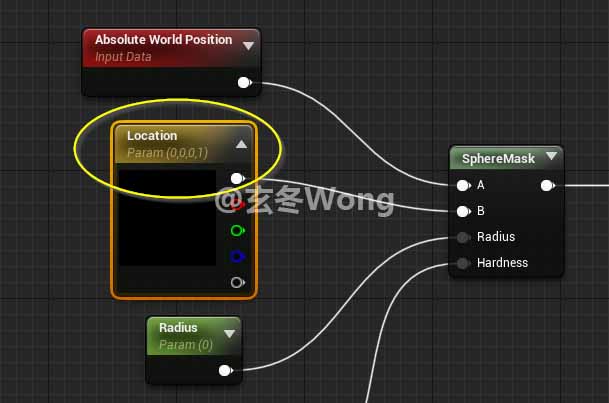 Absolute World Position
Input Data
Location
Param (0,0,0,1)
@玄冬Wong
SphereMask
A
B
Radius
Hardness
Radius
Param (0)